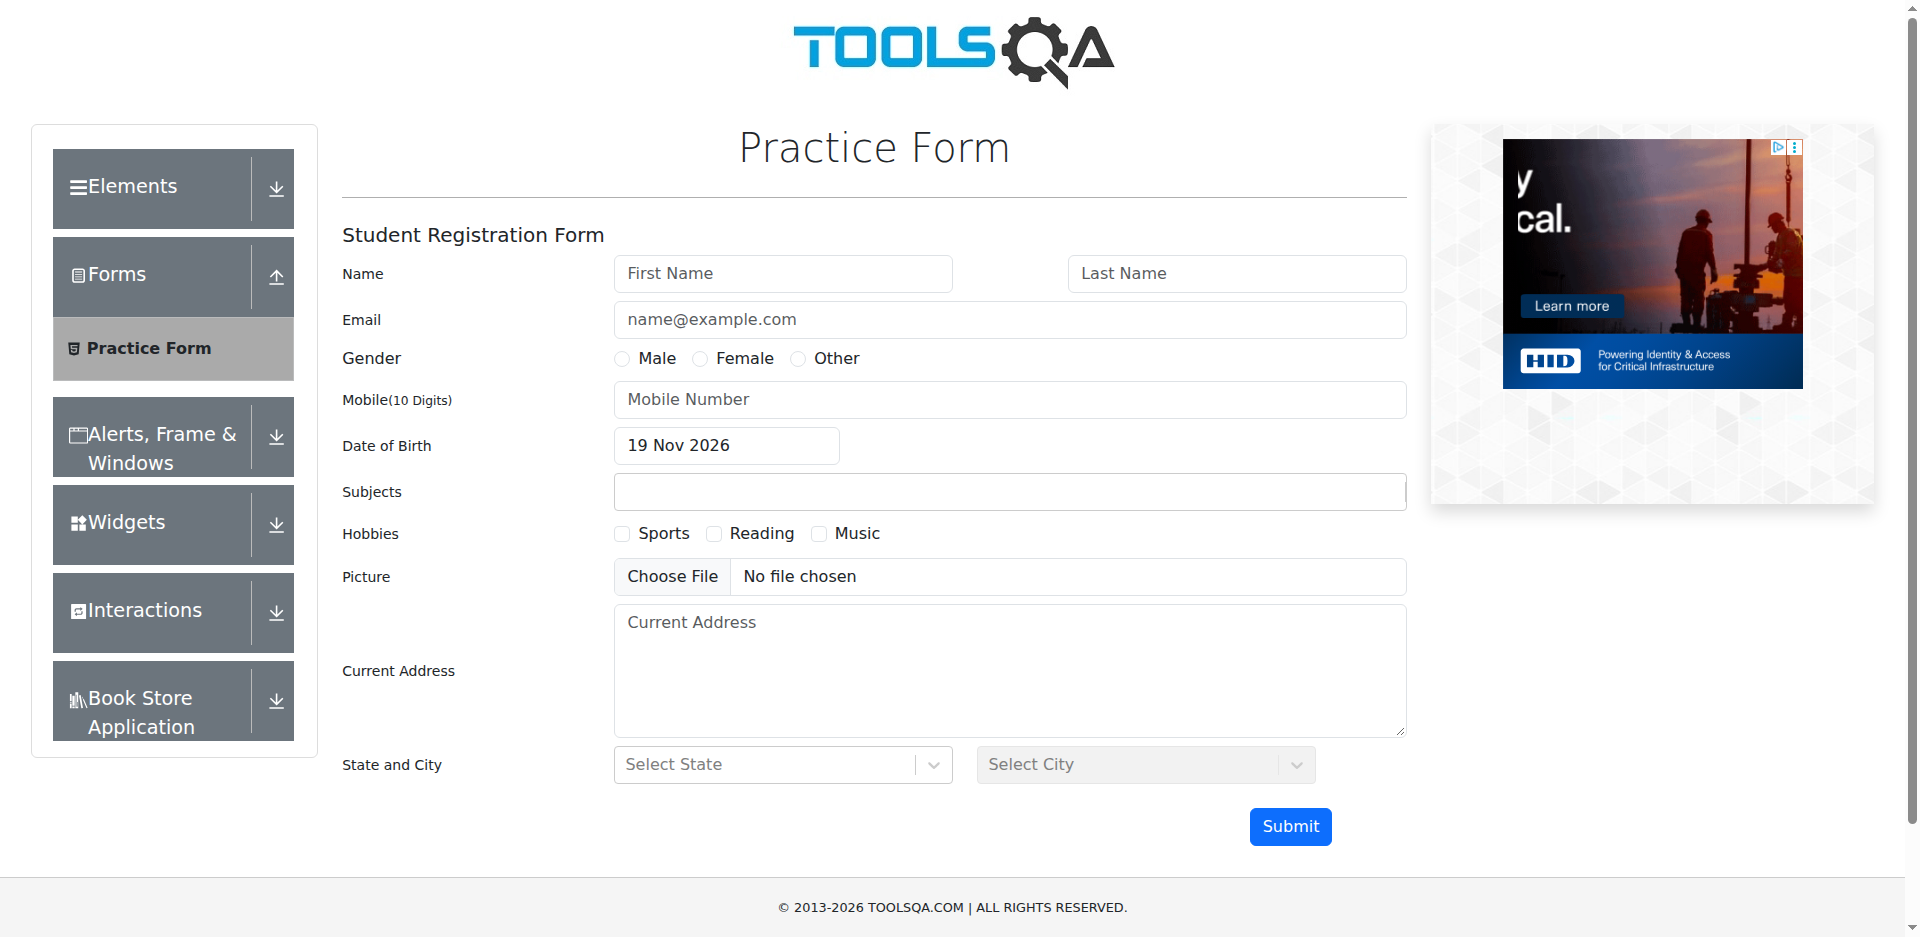 TOOLSQA
Elements
Forms
Practice Form
Alerts, Frame &
Windows
Widgets
Interactions
Book Store
Application
Practice Form
Student Registration Form
Name First Name Last Name
Email name@example.com
Gender Male Female Other
Mobile(10 Digits) Mobile Number
Date of Birth 19 Nov 2026
Subjects
Hobbies Sports Reading Music
Picture Choose File No file chosen
Current Address Current Address
State and City Select State Select City
Submit
y
cal.
Learn more
HID Powering Identity & Access
for Critical Infrastructure
© 2013-2026 TOOLSQA.COM | ALL RIGHTS RESERVED.